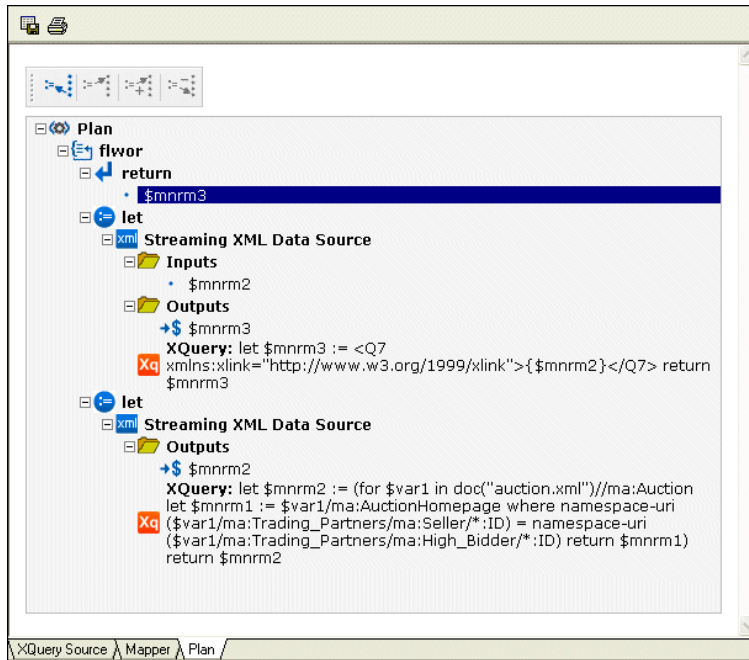 Plan
flwor
return
$mnrm3
let
xml Streaming XML Data Source
Inputs
$mnrm2
Outputs
$ $mnrm3
XQuery: let $mnrm3 := <Q7
Xq xmlns:xlink="http://www.w3.org/1999/xlink">{$mnrm2}</Q7> return
$mnrm3
let
xml Streaming XML Data Source
Outputs
$ $mnrm2
XQuery: let $mnrm2 := (for $var1 in doc("auction.xml")//ma:Auction
let $mnrm1 := $var1/ma:AuctionHomepage where namespace-uri
Xq ($var1/ma:Trading_Partners/ma:Seller/*:ID) = namespace-uri
($var1/ma:Trading_Partners/ma:High_Bidder/*:ID) return $mnrm1)
return $mnrm2
XQuery Source Mapper Plan